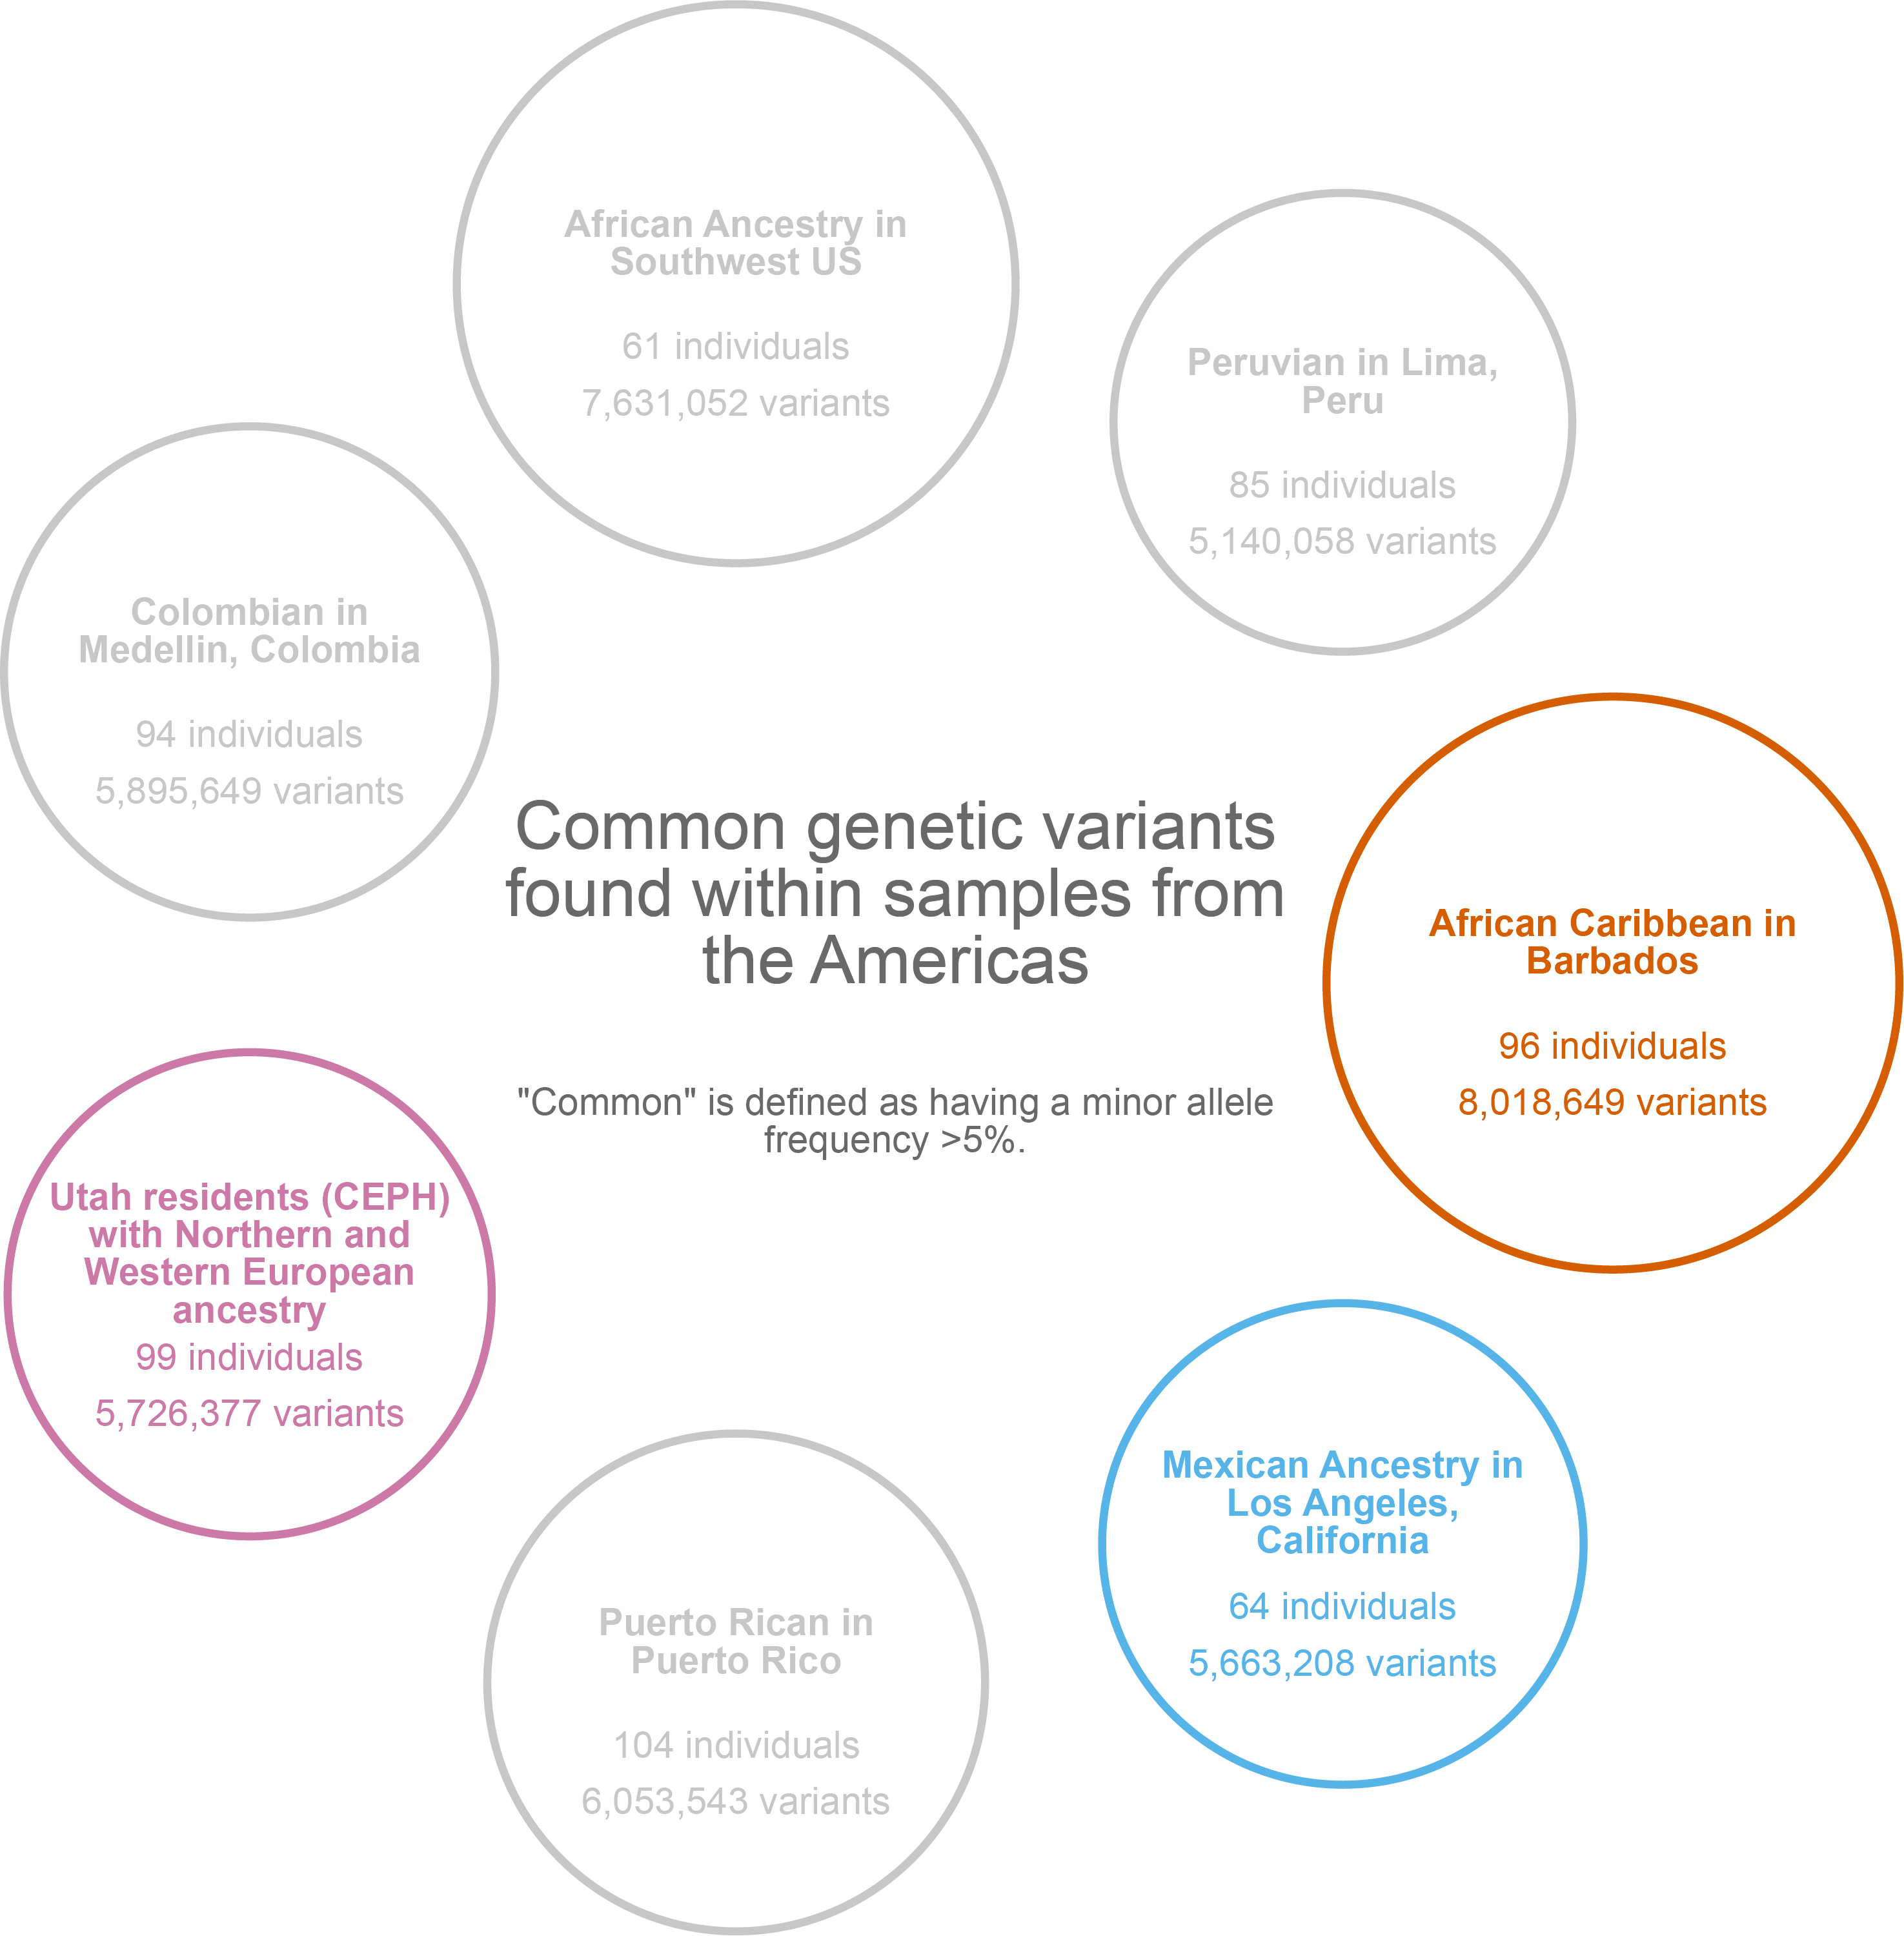 African Ancestry in
Southwest US
61 individuals
7,631,052 variants
Peruvian in Lima,
Peru
85 individuals
5,140,058 variants
Colombian in
Medellin, Colombia
94 individuals
5,895,649 variants
Common genetic variants
found within samples from
the Americas
"Common" is defined as having a minor allele
frequency >5%.
African Caribbean in
Barbados
96 individuals
8,018,649 variants
Utah residents (CEPH)
with Northern and
Western European
ancestry
99 individuals
5,726,377 variants
Mexican Ancestry in
Los Angeles,
California
64 individuals
5,663,208 variants
Puerto Rican in
Puerto Rico
104 individuals
6,053,543 variants